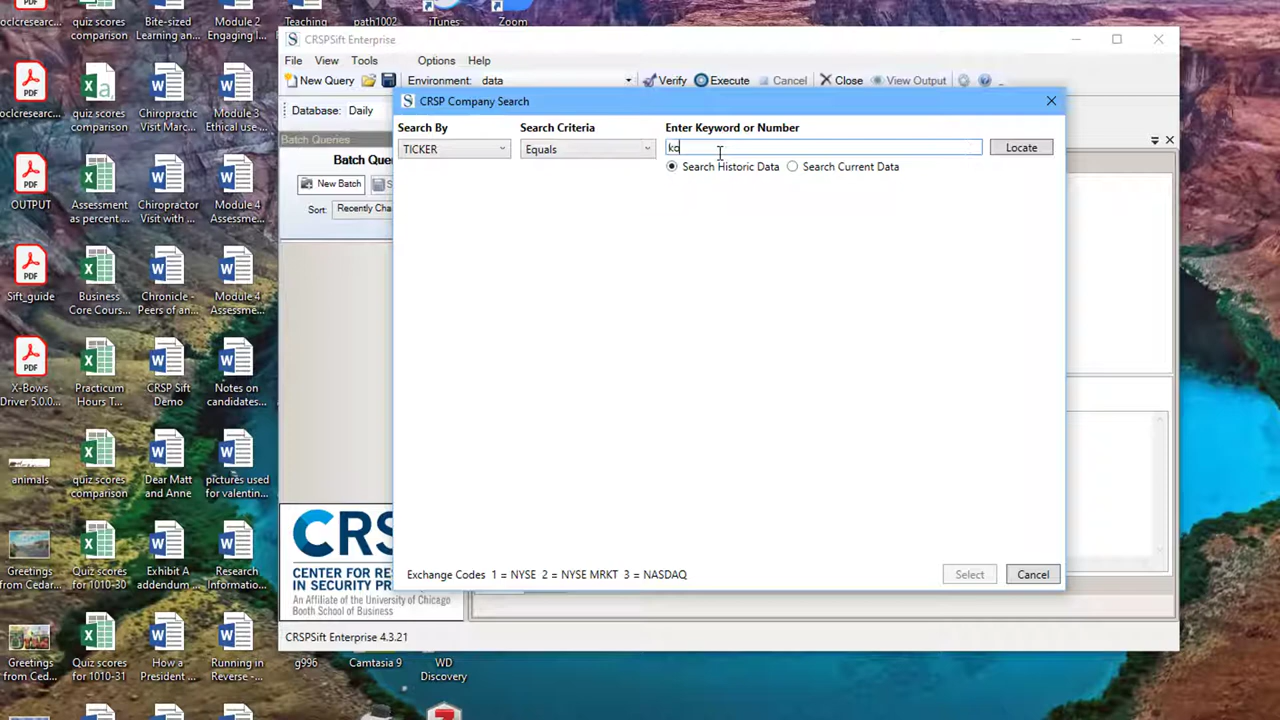 oclcresearc...
quiz scores comparison
Bite-sized Learning an...
Module 2 Engaging I...
Teaching
path1002
iTunes
Zoom
CRSPSift Enterprise
File View Tools Options Help
New Query Environment: data Verify Execute Cancel Close View Output
Database: Daily
Batch Queries
Batch Que
New Batch
Sort: Recently Cha
CRSP Company Search
Search By Search Criteria Enter Keyword or Number
TICKER Equals ko Locate
Search Historic Data Search Current Data
Exchange Codes 1 = NYSE 2 = NYSE MRKT 3 = NASDAQ
Select Cancel
oclcresearc...
quiz scores comparison
Chiropractic Visit Marc...
Module 3 Ethical use ...
OUTPUT
Assessment as percent ...
Chiropractor Visit with ...
Module 4 Assessme...
Sift_guide
Business Core Cours...
Chronicle - Peers of an...
Module 4 Assessme...
X-Bows Driver 5.0.0...
Practicum Hours T...
CRSP Sift Demo
Notes on candidates...
animals
quiz scores comparison
Dear Matt and Anne
pictures used for valentin...
Greetings from Cedar...
Quiz scores for 1010-30
Exhibit A addendum ...
Research Informatio...
Greetings from Ced...
Quiz scores for 1010-31
How a President ...
Running in Reverse -...
g996
Camtasia 9
WD Discovery
CRS
CENTER FOR RE
IN SECURITY PR
An Affiliate of the University of Chicago
Booth School of Business
CRSPSift Enterprise 4.3.21